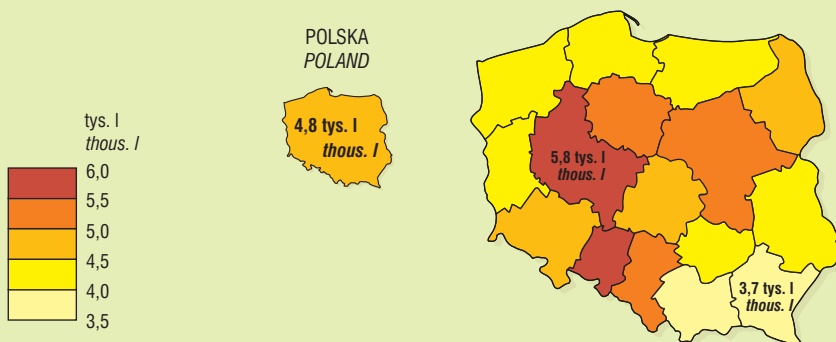 POLSKA
POLAND
4,8 tys. l
thous. l
tys. l
thous. l
6,0
5,5
5,0
4,5
4,0
3,5
5,8 tys. l
thous. l
3,7 tys. l
thous. l